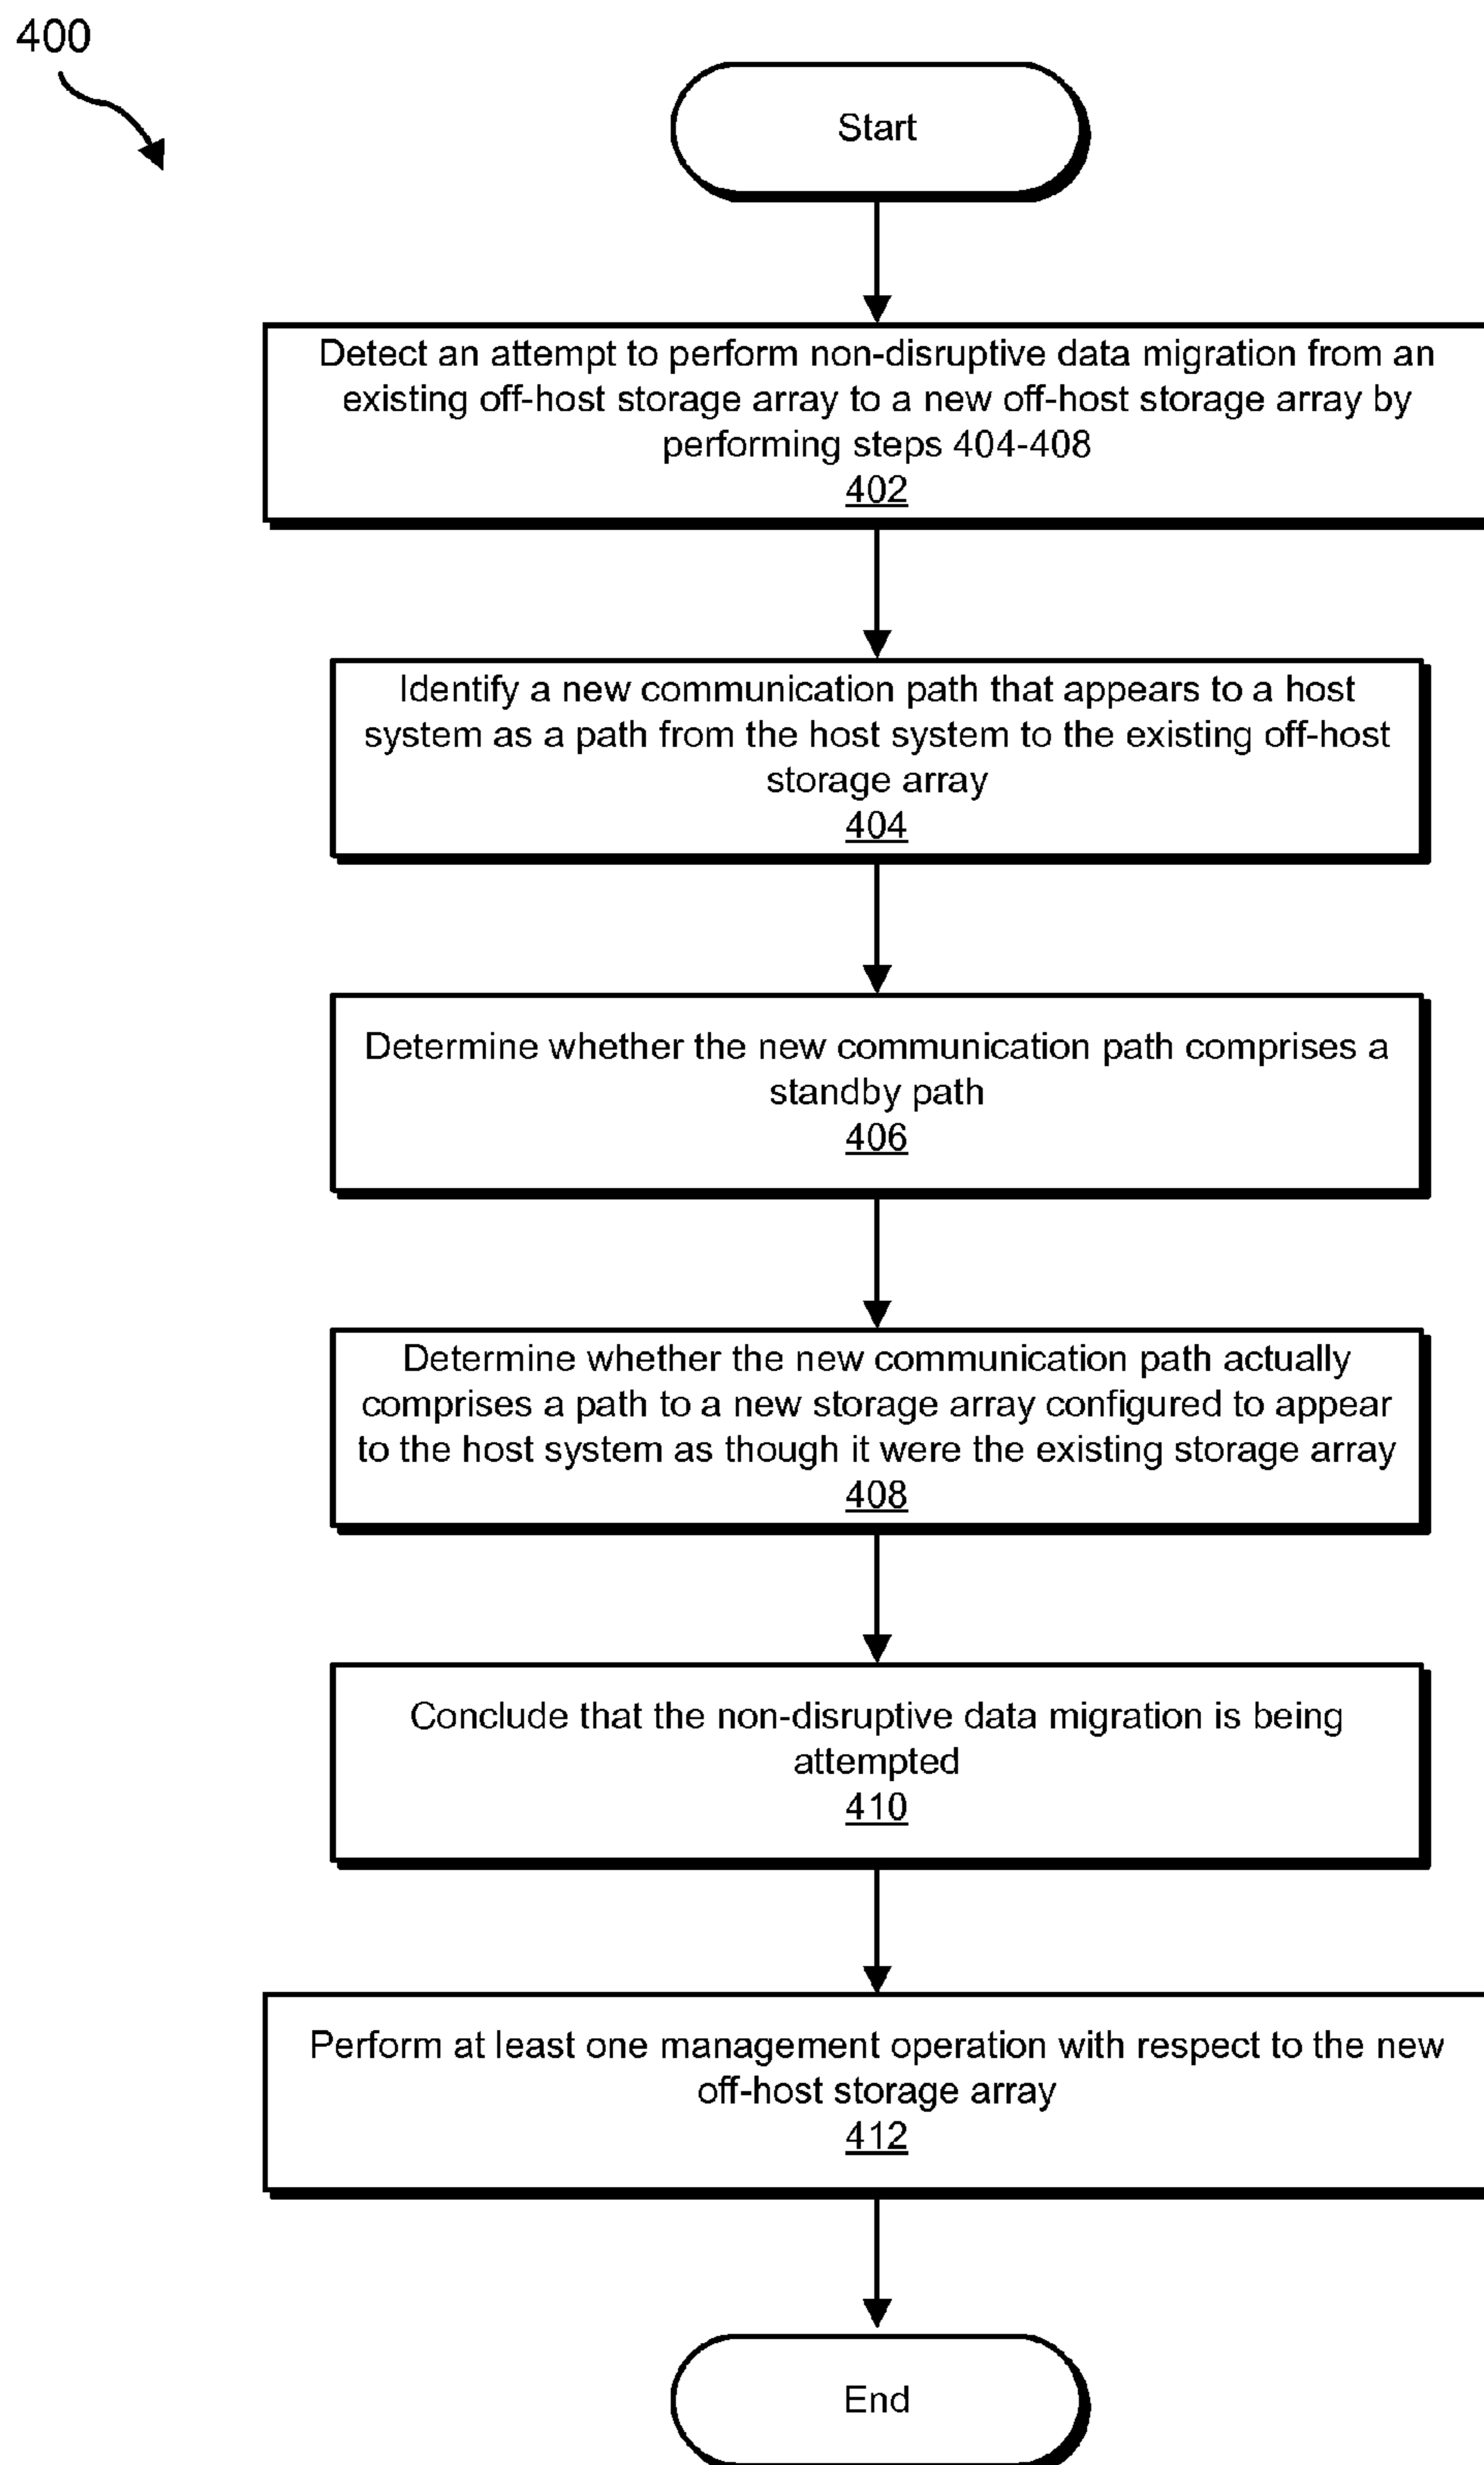 400
Start
Detect an attempt to perform non-disruptive data migration from an
existing off-host storage array to a new off-host storage array by
performing steps 404-408
402
Identify a new communication path that appears to a host
system as a path from the host system to the existing off-host
storage array
404
Determine whether the new communication path comprises a
standby path
406
Determine whether the new communication path actually
comprises a path to a new storage array configured to appear
to the host system as though it were the existing storage array
408
Conclude that the non-disruptive data migration is being
attempted
410
Perform at least one management operation with respect to the new
off-host storage array
412
End